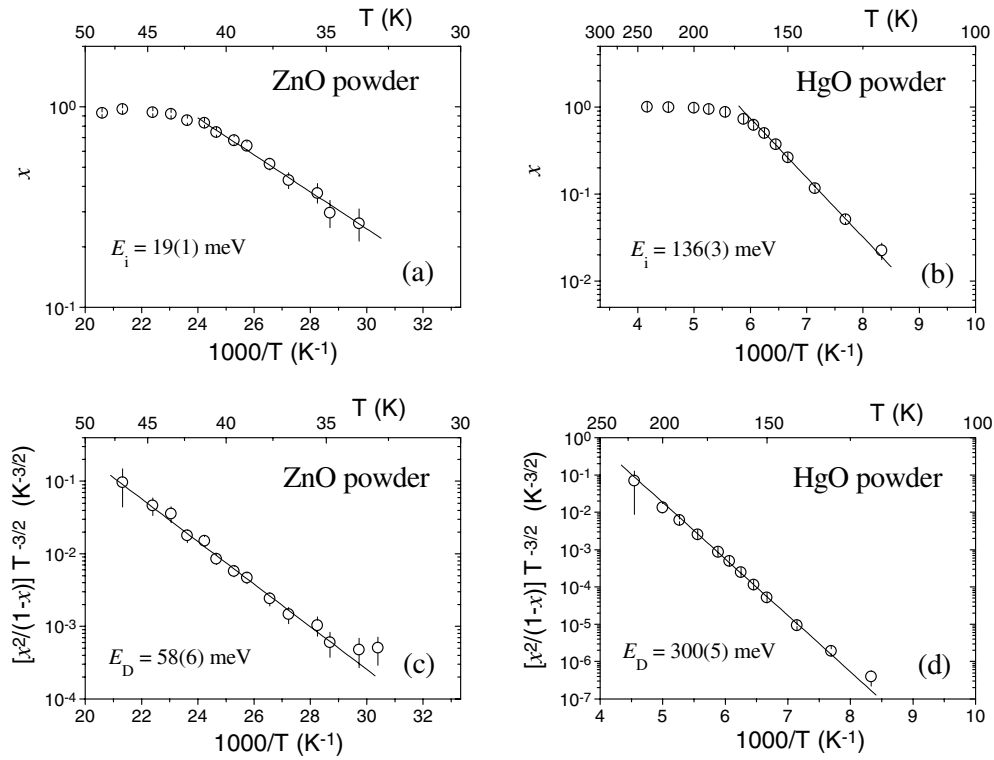 T (K)
50 45 40 35 30
ZnO powder
10⁰
x
E_i = 19(1) meV
(a)
10⁻¹
20 22 24 26 28 30 32
1000/T (K⁻¹)
T (K)
300 250 200 150 100
HgO powder
10⁰
10⁻¹
x
E_i = 136(3) meV
(b)
10⁻²
4 5 6 7 8 9 10
1000/T (K⁻¹)
T (K)
50 45 40 35 30
ZnO powder
10⁻¹
10⁻²
[x²/(1-x)] T ⁻³/² (K⁻³/²)
10⁻³
E_D = 58(6) meV
(c)
10⁻⁴
20 22 24 26 28 30 32
1000/T (K⁻¹)
T (K)
250 200 150 100
10⁰
HgO powder
10⁻¹
10⁻²
10⁻³
[x²/(1-x)] T ⁻³/² (K⁻³/²)
10⁻⁴
10⁻⁵
E_D = 300(5) meV
(d)
10⁻⁶
10⁻⁷
4 5 6 7 8 9 10
1000/T (K⁻¹)